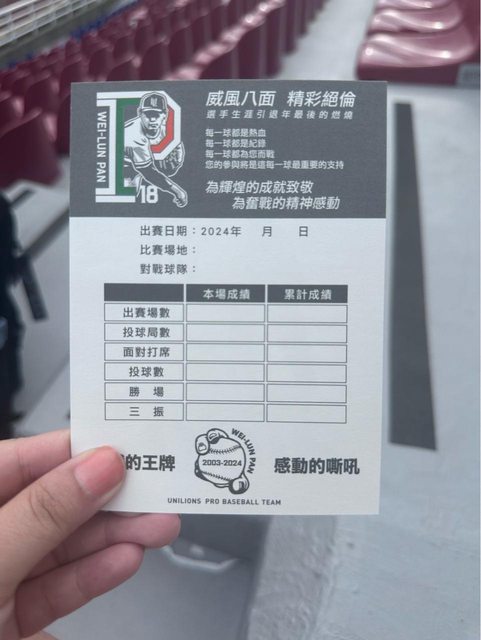 威風八面 精彩絕倫
選手生涯引退年最後的燃燒
每一球都是熱血
每一球都是紀錄
每一球都為您而戰
您的參與將是這每一球最重要的支持
為輝煌的成就致敬
為奮戰的精神感動
WEI-LUN PAN
18
出賽日期：2024年 月 日
比賽場地：
對戰球隊：
本場成績 累計成績
出賽場數
投球局數
面對打席
投球數
勝 場
三 振
的王牌
WEI-LUN PAN
2003-2024
感動的嘶吼
UNILIONS PRO BASEBALL TEAM